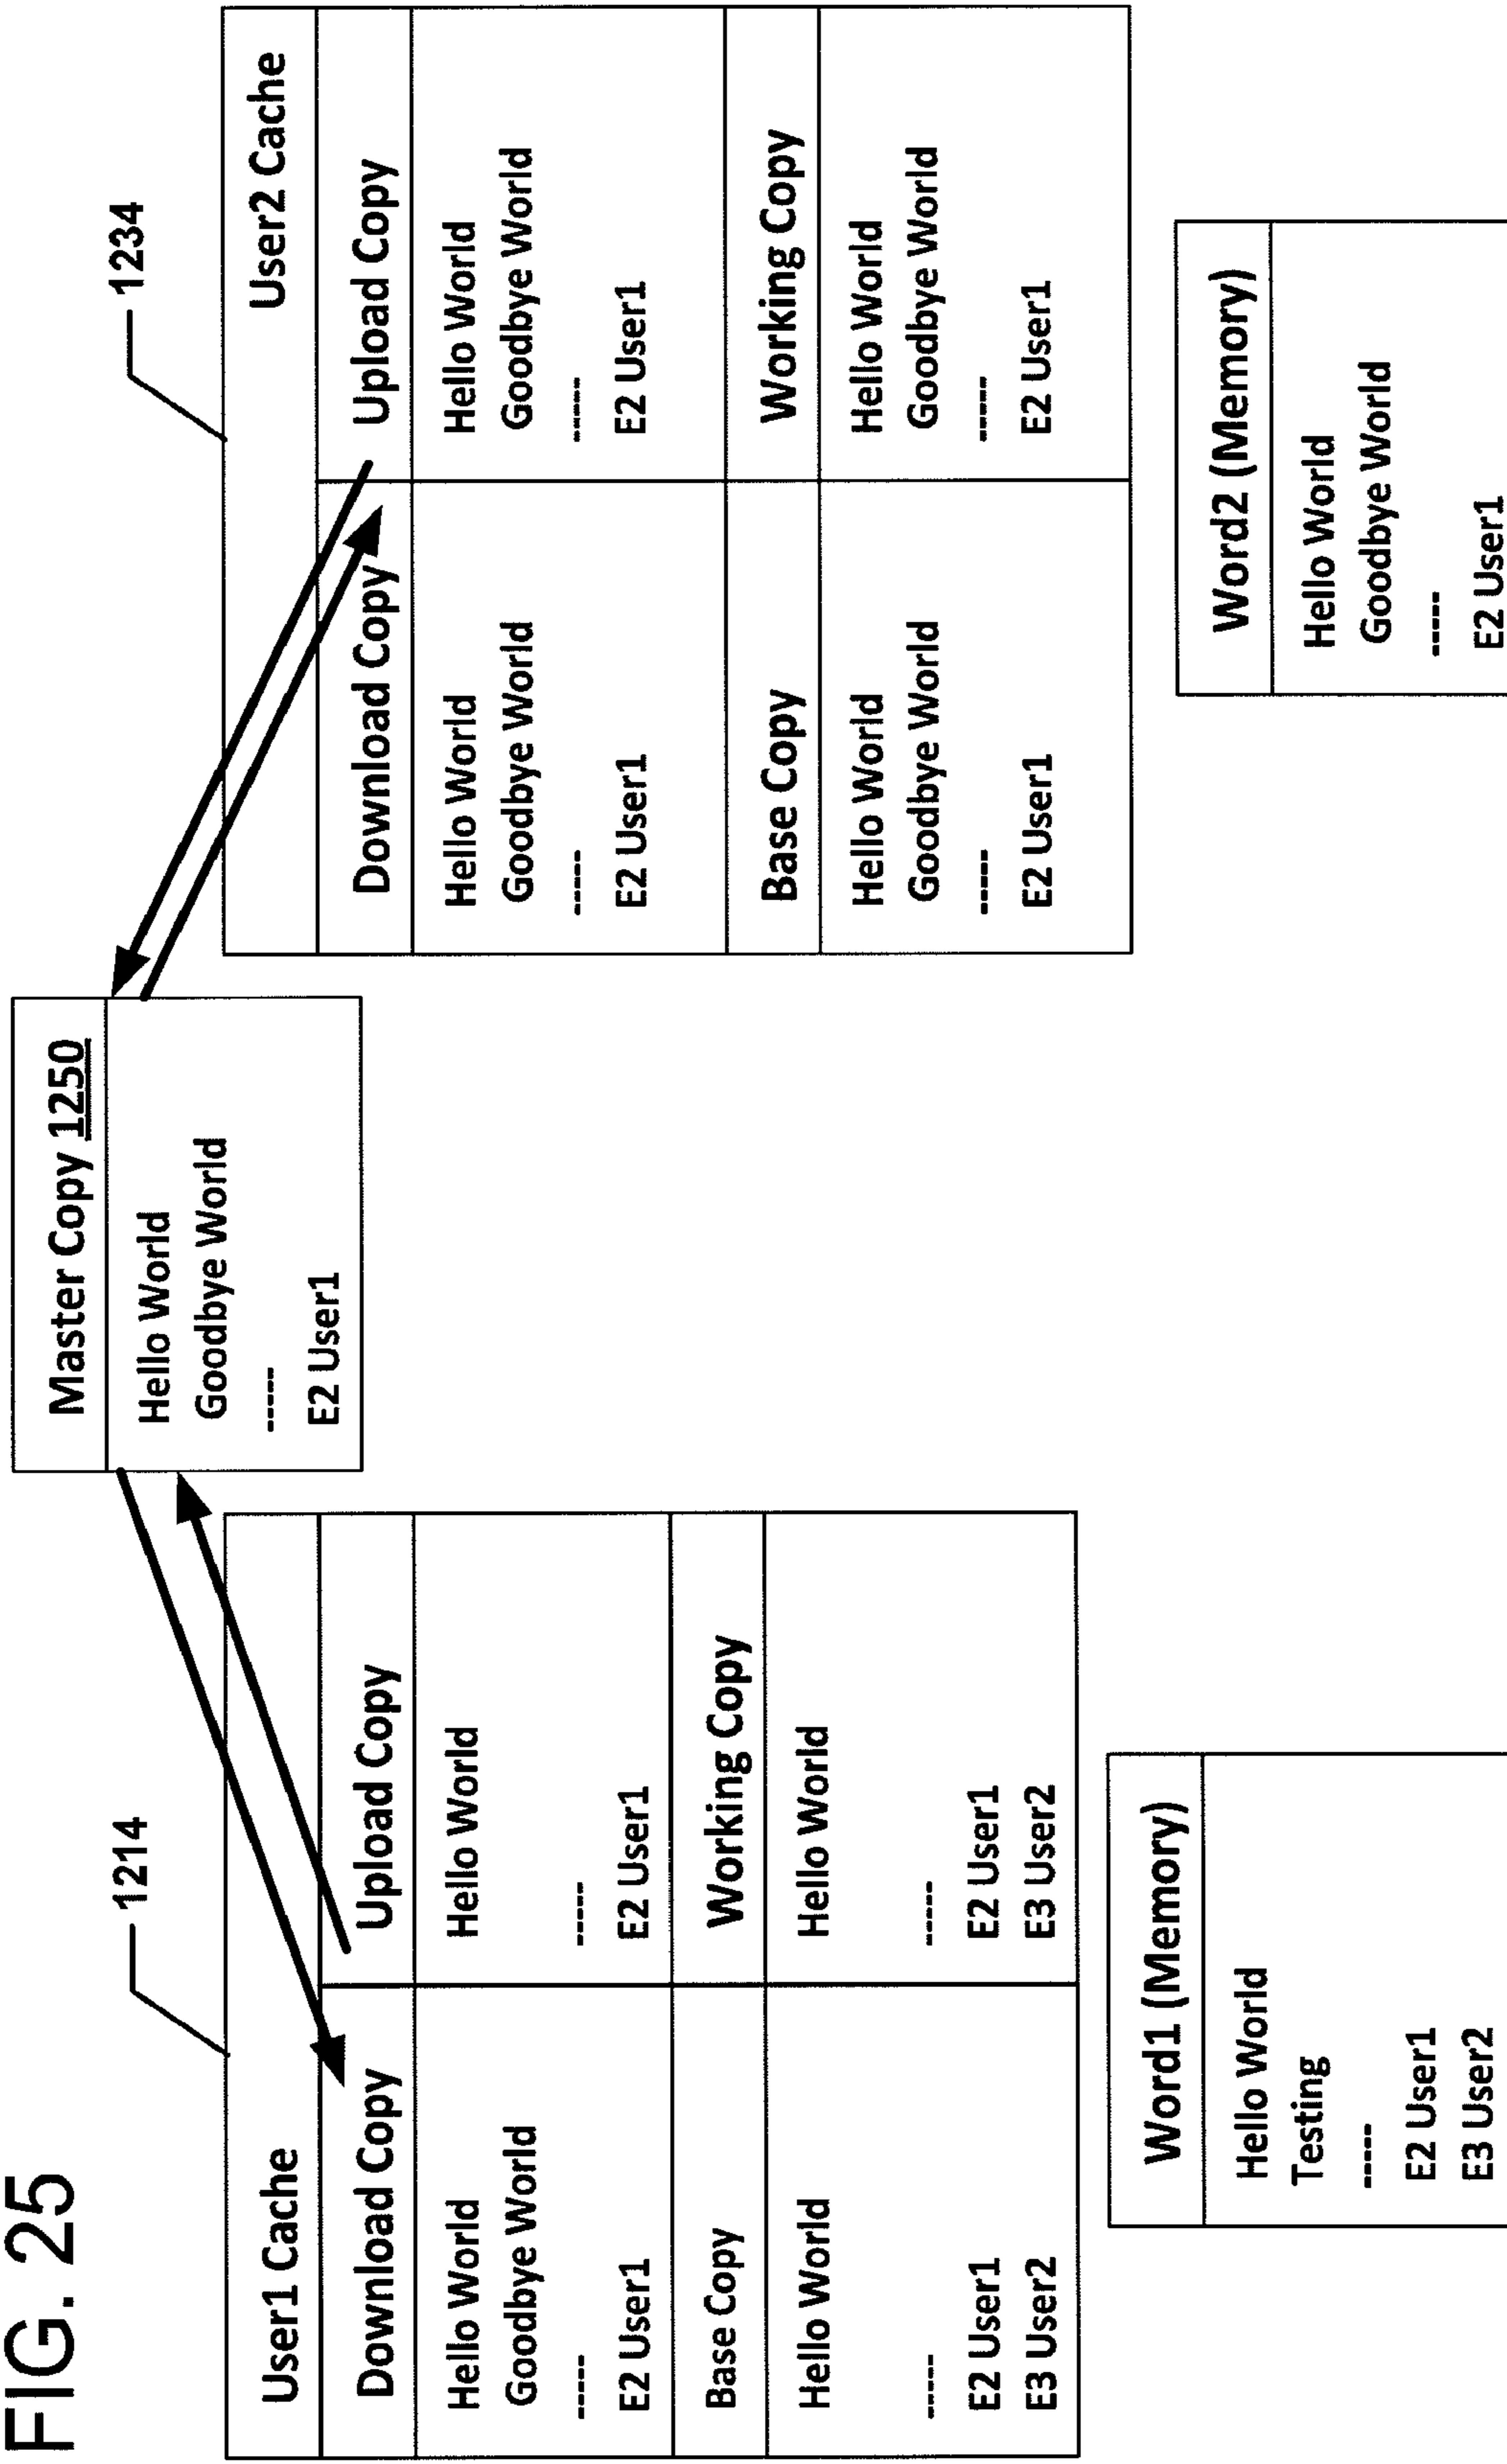 FIG. 25
Master Copy 1250
Hello World
Goodbye World
-----
E2 User1
1214
User1 Cache
Download Copy
Hello World
Goodbye World
-----
E2 User1
Upload Copy
Hello World
-----
E2 User1
Base Copy
Hello World
-----
E2 User1
E3 User2
Working Copy
Hello World
-----
E2 User1
E3 User2
Word1 (Memory)
Hello World
Testing
-----
E2 User1
E3 User2
1234
User2 Cache
Download Copy
Hello World
Goodbye World
-----
E2 User1
Upload Copy
Hello World
Goodbye World
-----
E2 User1
Base Copy
Hello World
Goodbye World
-----
E2 User1
Working Copy
Hello World
Goodbye World
-----
E2 User1
Word2 (Memory)
Hello World
Goodbye World
-----
E2 User1